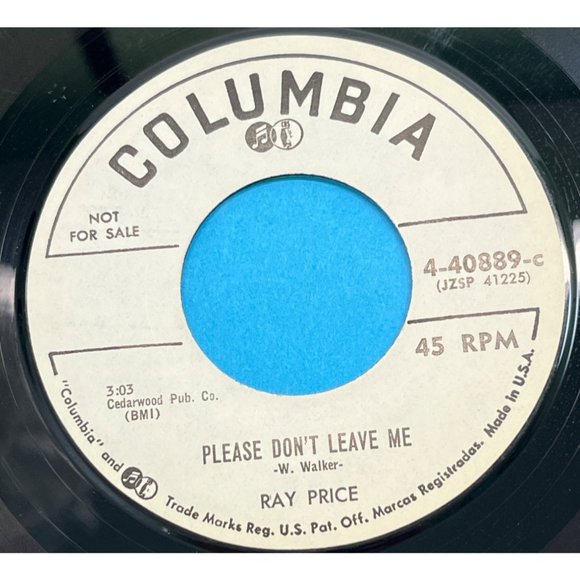 COLUMBIA
NOT
FOR SALE
4-40889-c
(JZSP 41225)
45 RPM
3:03
Cedarwood Pub. Co.
(BMI)
PLEASE DON'T LEAVE ME
-W. Walker-
RAY PRICE
"Columbia" and Trade Marks Reg. U.S. Pat. Off. Marcas Registradas. Made in U.S.A.